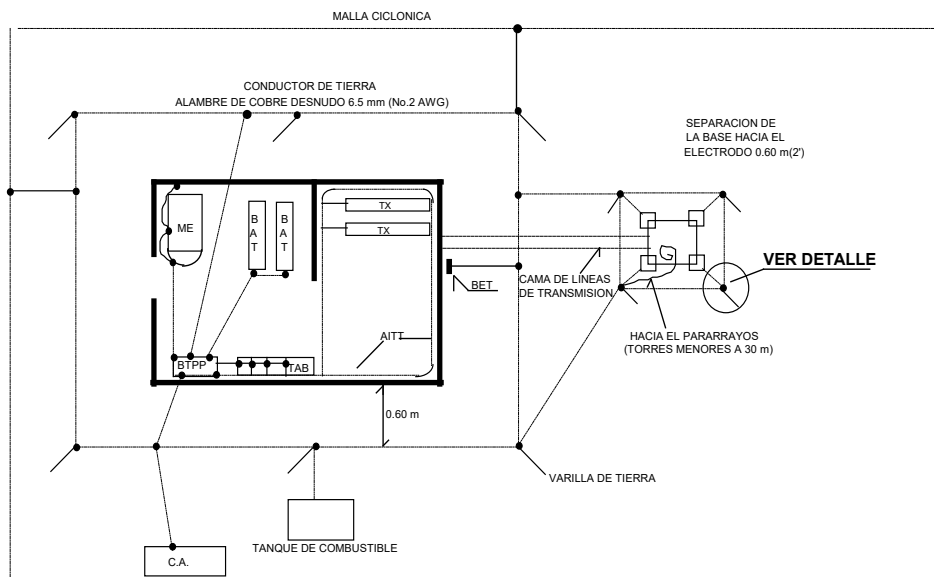 MALLA CICLONICA
CONDUCTOR DE TIERRA
ALAMBRE DE COBRE DESNUDO 6.5 mm (No.2 AWG)
SEPARACION DE
LA BASE HACIA EL
ELECTRODO 0.60 m(2')
ME
BAT
BAT
TX
TX
VER DETALLE
CAMA DE LINEAS
DE TRANSMISION
BET
HACIA EL PARARRAYOS
(TORRES MENORES A 30 m)
AITT
BTPP
TAB
0.60 m
VARILLA DE TIERRA
TANQUE DE COMBUSTIBLE
C.A.